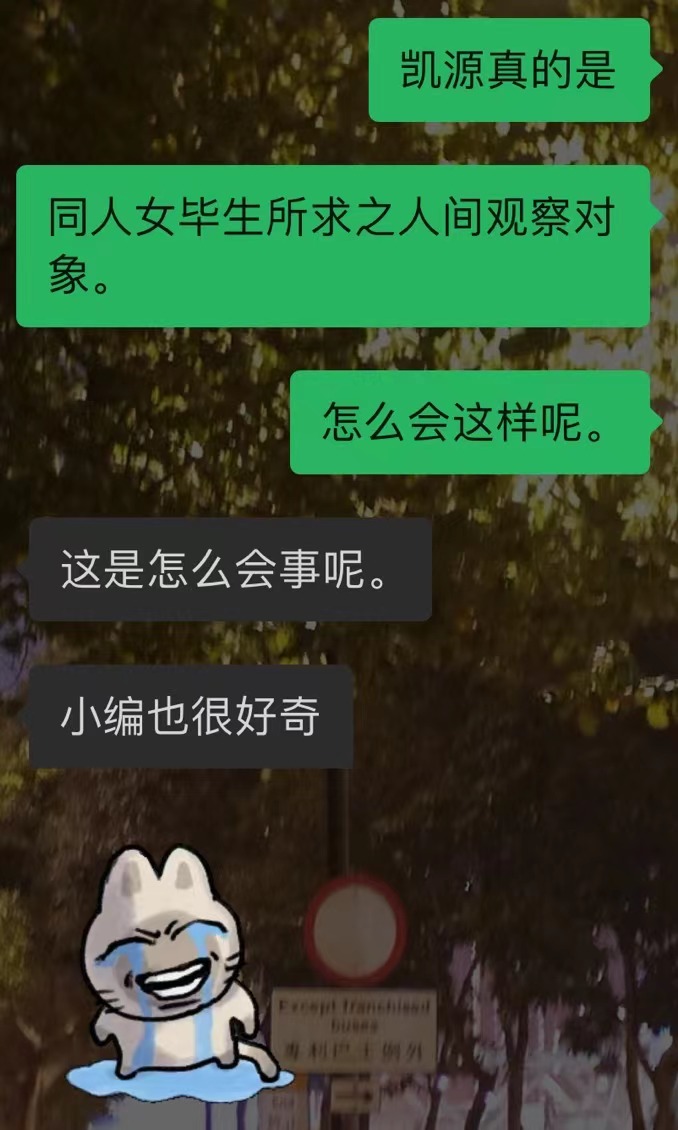 凯源真的是
同人女毕生所求之人间观察对
象。
怎么会这样呢。
这是怎么会事呢。
小编也很好奇
Except franchised
buses
專利巴士例外